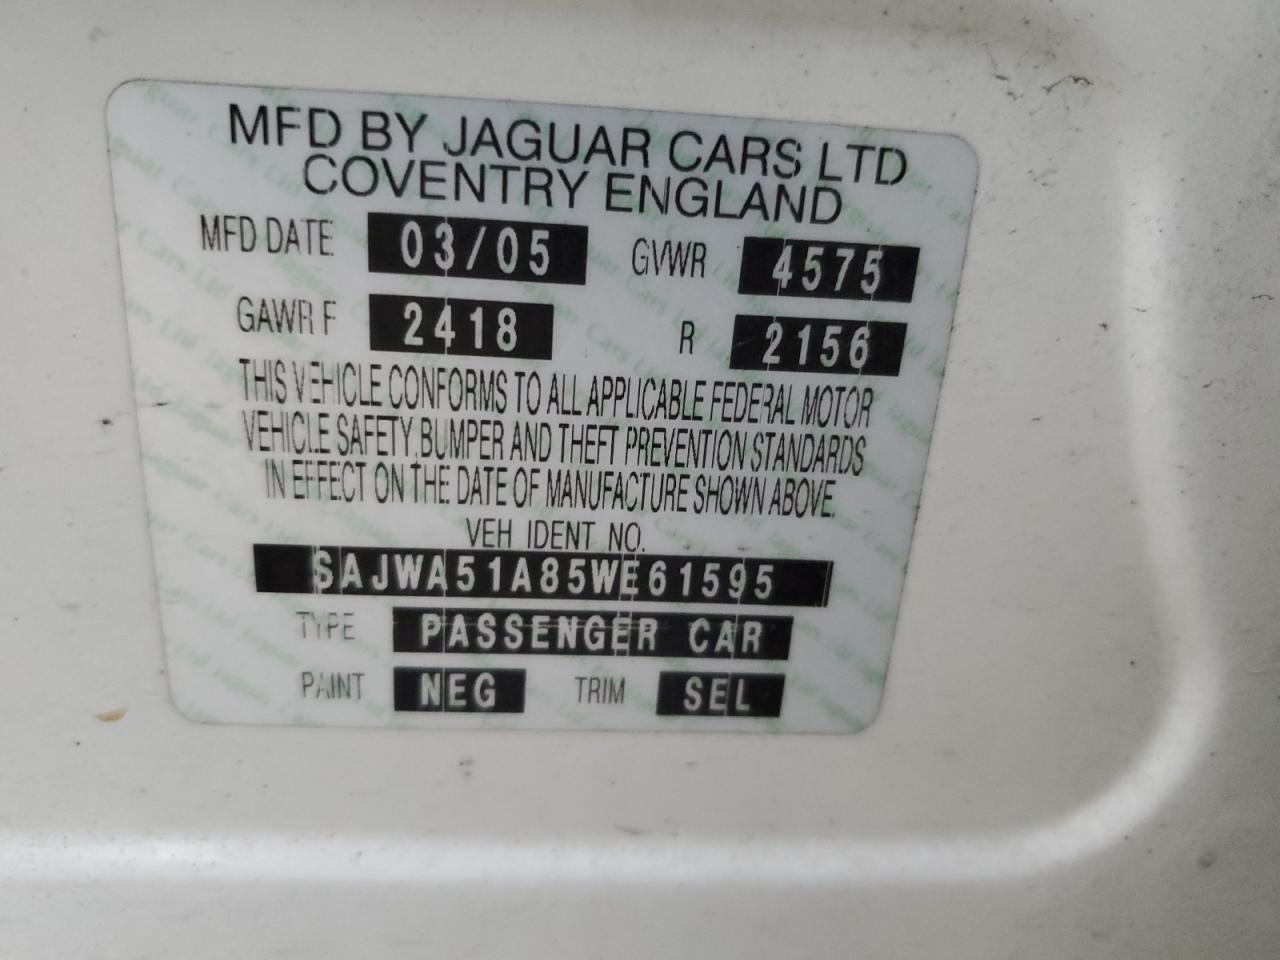 MFD BY JAGUAR CARS LTD
COVENTRY ENGLAND
MFD DATE 03/05 GVWR 4575
GAWR F 2418 R 2156
THIS VEHICLE CONFORMS TO ALL APPLICABLE FEDERAL MOTOR
VEHICLE SAFETY, BUMPER AND THEFT PREVENTION STANDARDS
IN EFFECT ON THE DATE OF MANUFACTURE SHOWN ABOVE.
VEH IDENT NO.
SAJWA51A85WE61595
TYPE PASSENGER CAR
PAINT NEG TRIM SEL